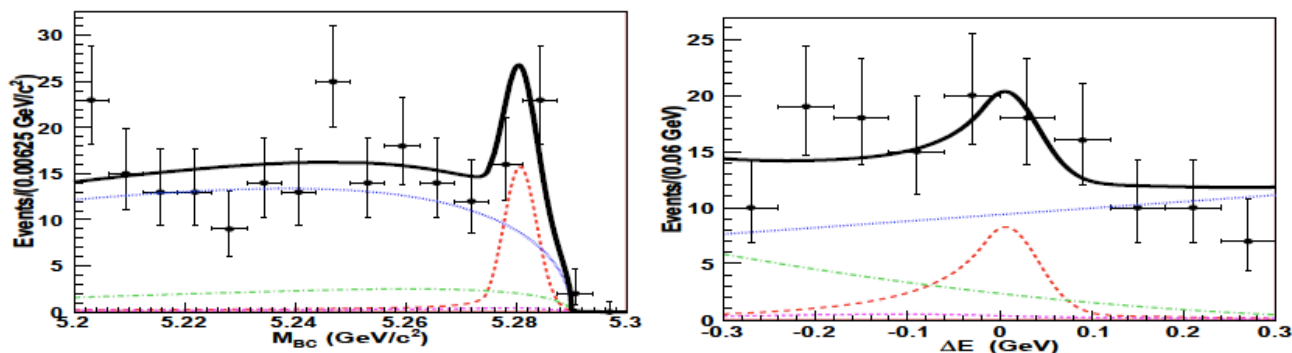 Events/(0.00625 GeV/c²)
30
25
20
15
10
5
0
5.2 5.22 5.24 5.26 5.28 5.3
M_BC (GeV/c²)
Events/(0.06 GeV)
25
20
15
10
5
0
-0.3 -0.2 -0.1 0 0.1 0.2 0.3
ΔE (GeV)